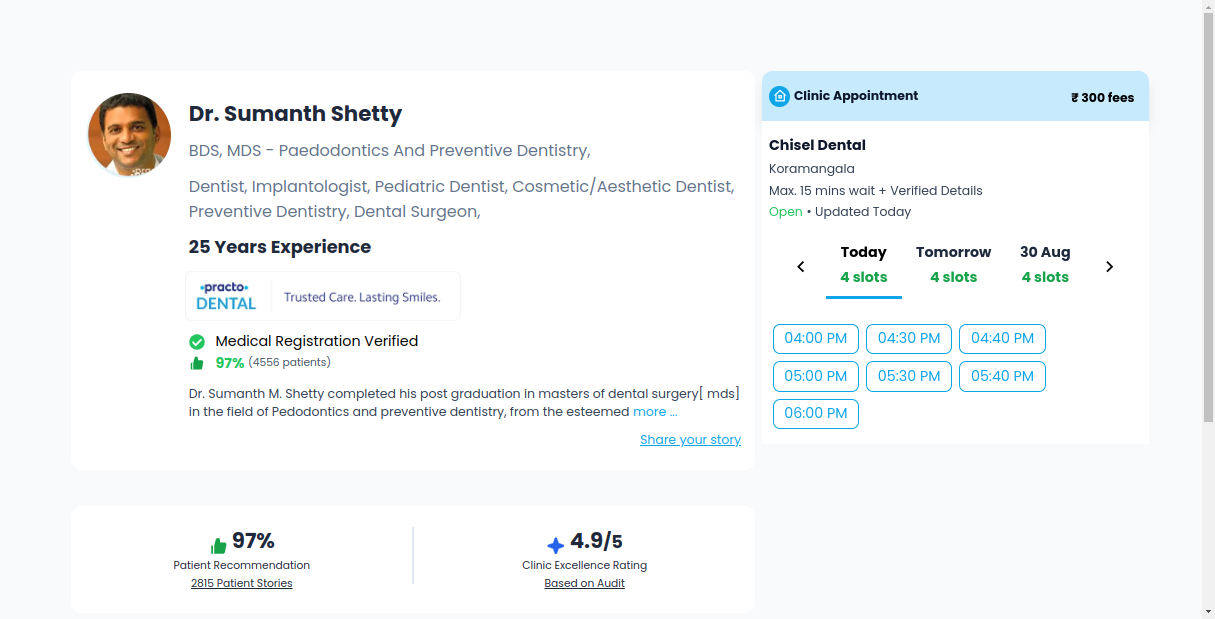 Dr. Sumanth Shetty
BDS, MDS - Paedodontics And Preventive Dentistry,
Dentist, Implantologist, Pediatric Dentist, Cosmetic/Aesthetic Dentist,
Preventive Dentistry, Dental Surgeon,
25 Years Experience
practo
DENTAL
Trusted Care. Lasting Smiles.
Medical Registration Verified
97% (4556 patients)
Dr. Sumanth M. Shetty completed his post graduation in masters of dental surgery[ mds]
in the field of Pedodontics and preventive dentistry, from the esteemed more ...
Share your story
97%
Patient Recommendation
2815 Patient Stories
4.9/5
Clinic Excellence Rating
Based on Audit
Clinic Appointment
₹ 300 fees
Chisel Dental
Koramangala
Max. 15 mins wait + Verified Details
Open • Updated Today
Today Tomorrow 30 Aug
4 slots 4 slots 4 slots
04:00 PM 04:30 PM 04:40 PM
05:00 PM 05:30 PM 05:40 PM
06:00 PM